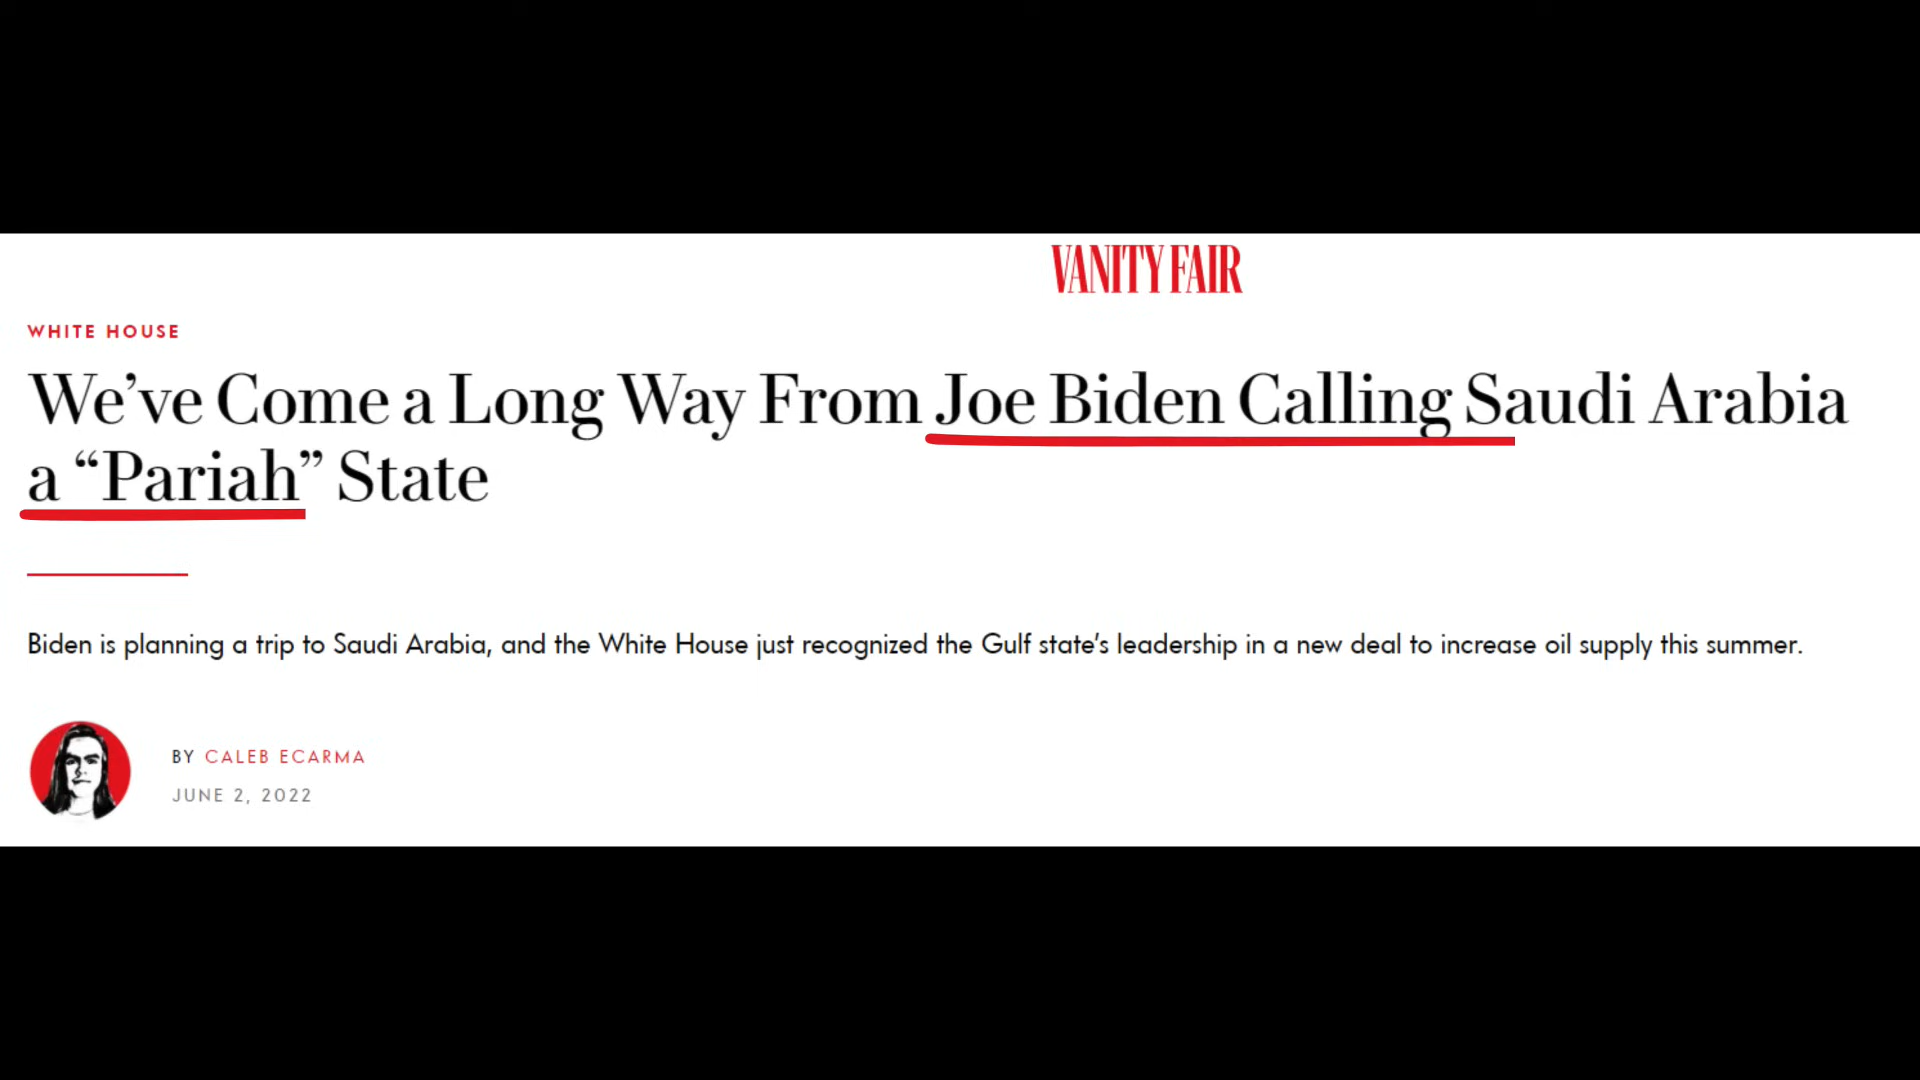 VANITY FAIR
WHITE HOUSE
We’ve Come a Long Way From Joe Biden Calling Saudi Arabia
a “Pariah” State
Biden is planning a trip to Saudi Arabia, and the White House just recognized the Gulf state’s leadership in a new deal to increase oil supply this summer.
BY CALEB ECARMA
JUNE 2, 2022